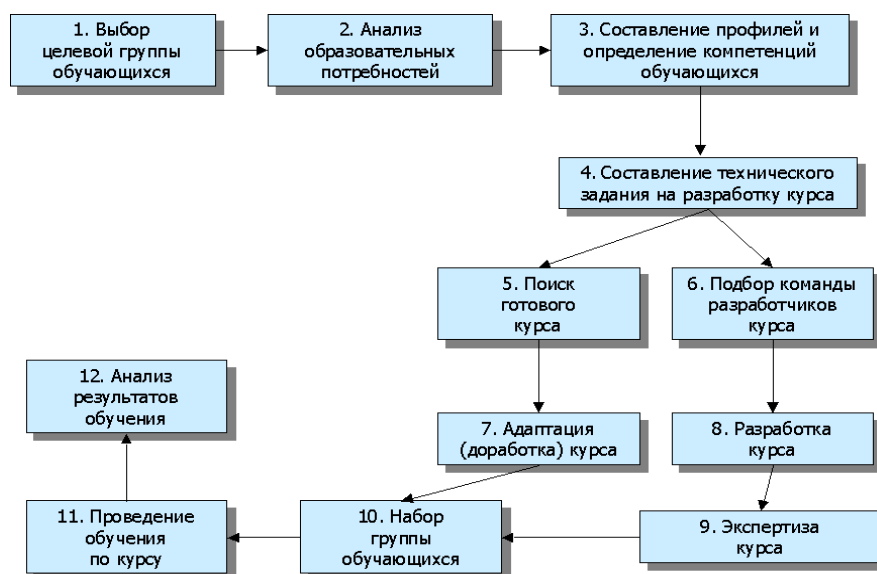 1. Выбор
целевой группы
обучающихся
2. Анализ
образовательных
потребностей
3. Составление профилей и
определение компетенций
обучающихся
4. Составление технического
задания на разработку курса
5. Поиск
готового
курса
6. Подбор команды
разработчиков
курса
12. Анализ
результатов
обучения
7. Адаптация
(доработка) курса
8. Разработка
курса
11. Проведение
обучения
по курсу
10. Набор
группы
обучающихся
9. Экспертиза
курса